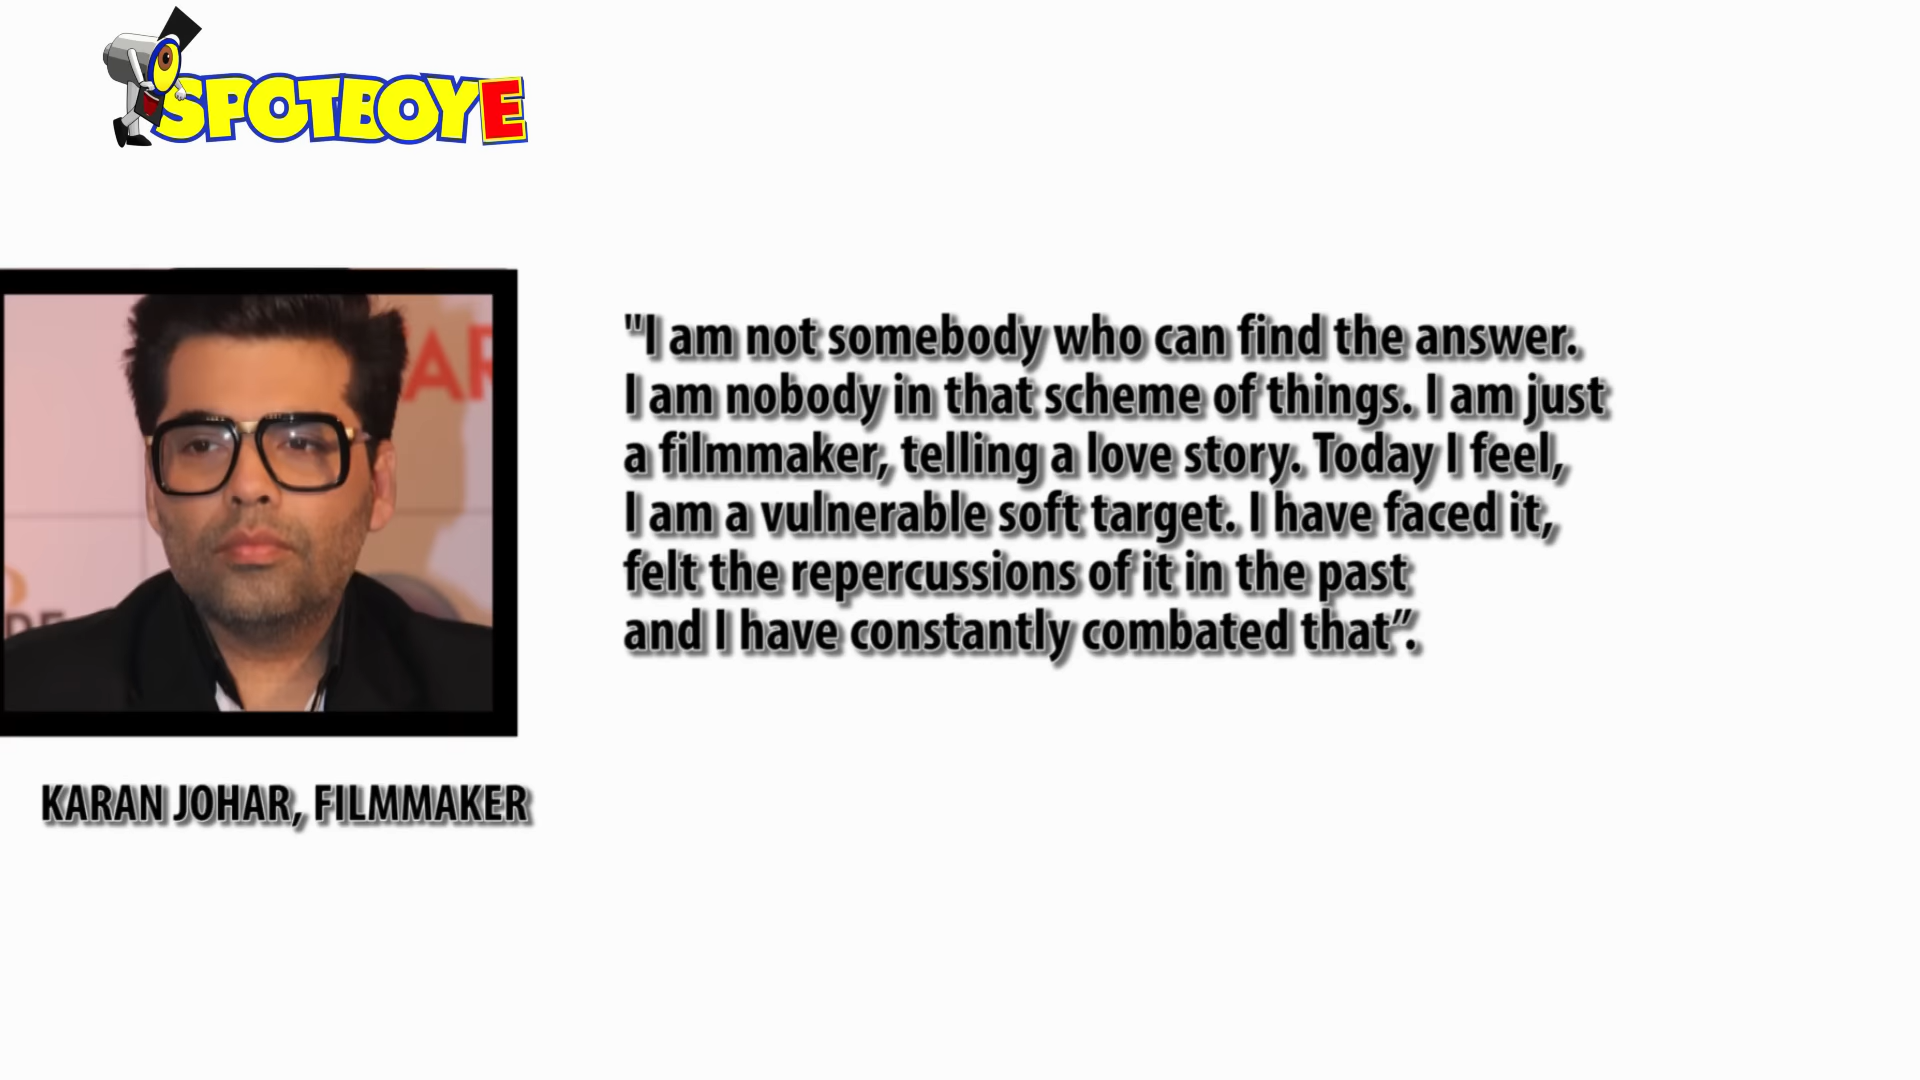 SPOTBOYE
AR
DE
"I am not somebody who can find the answer.
I am nobody in that scheme of things. I am just
a filmmaker, telling a love story. Today I feel,
I am a vulnerable soft target. I have faced it,
felt the repercussions of it in the past
and I have constantly combated that”.
KARAN JOHAR, FILMMAKER